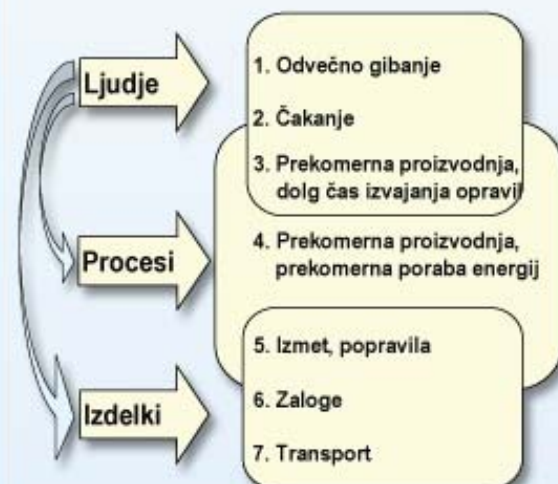 Ljudje
1. Odvečno gibanje
2. Čakanje
3. Prekomerna proizvodnja,
dolg čas izvajanja opravil
Procesi
4. Prekomerna proizvodnja,
prekomerna poraba energij
5. Izmet, popravila
Izdelki
6. Zaloge
7. Transport